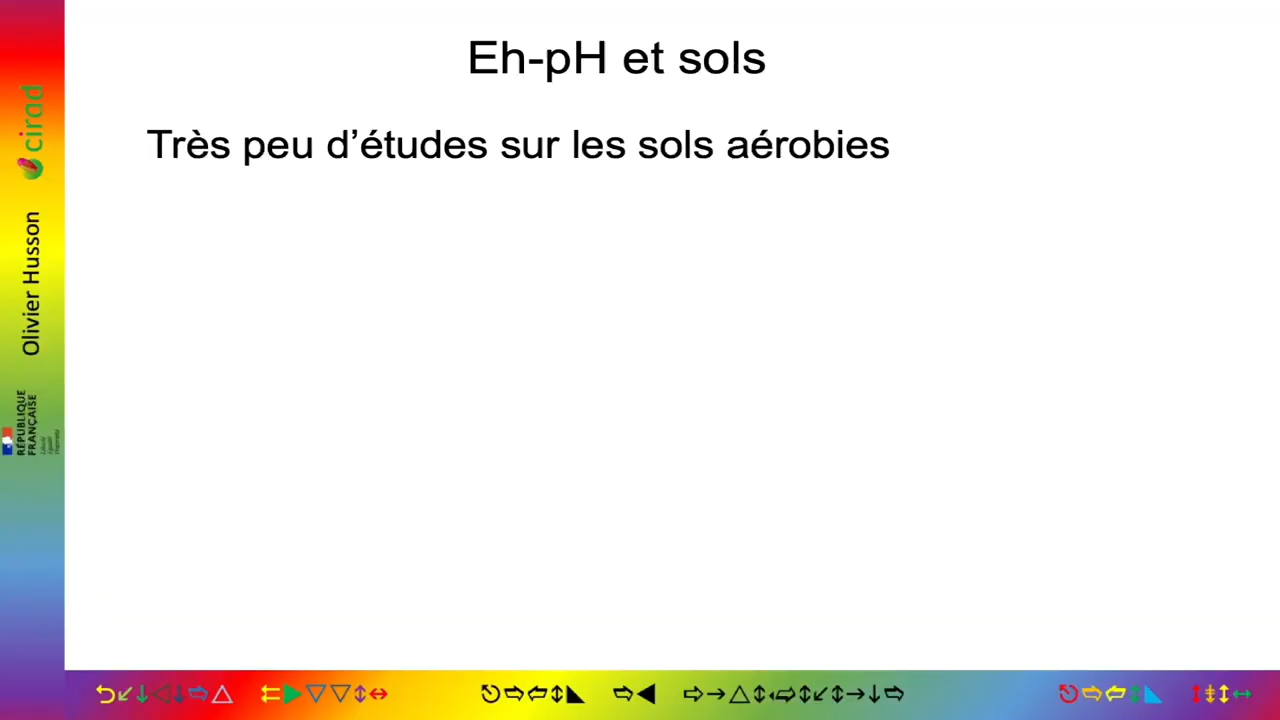 Eh-pH et sols
Très peu d’études sur les sols aérobies
cirad
Olivier Husson
RÉPUBLIQUE
FRANÇAISE